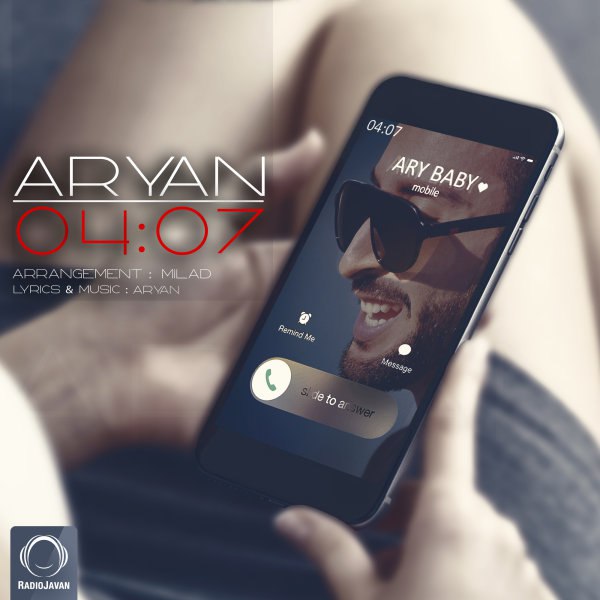 ARYAN
04:07
ARRANGEMENT : MILAD
LYRICS & MUSIC : ARYAN
04:07
ARY BABY♥
mobile
Remind Me
Message
slide to answer
RADIOJAVAN